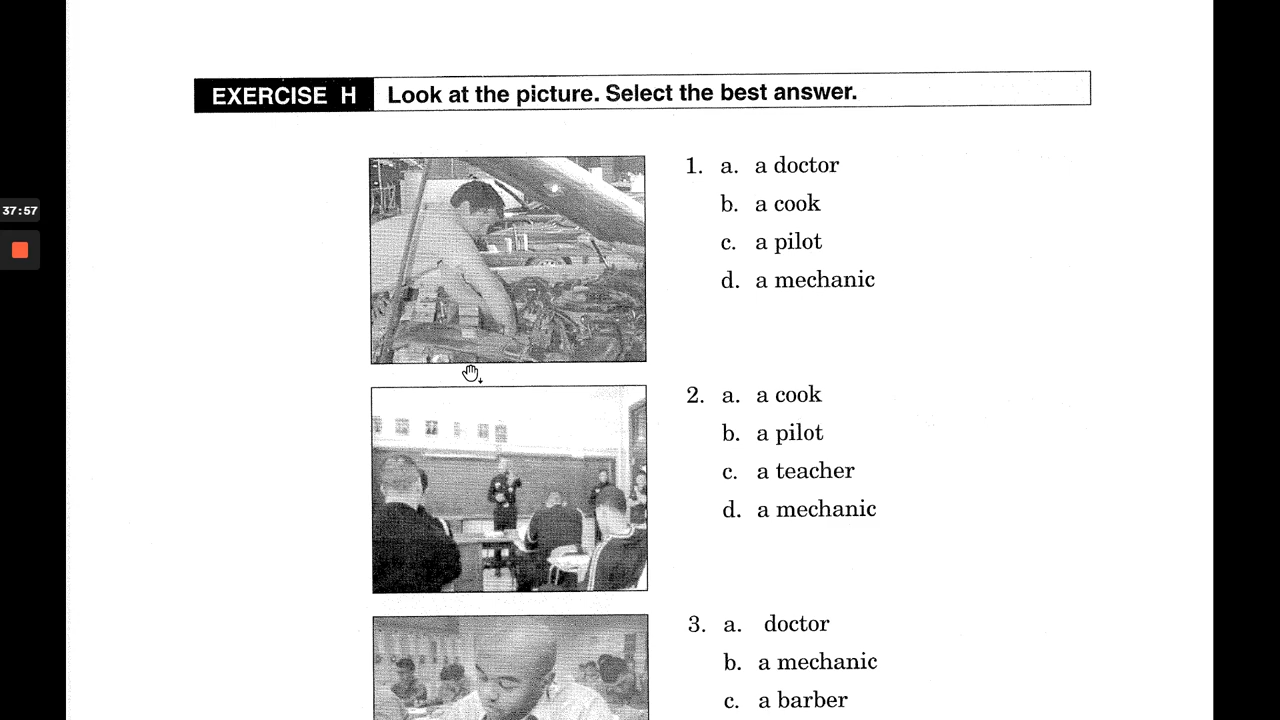 EXERCISE H Look at the picture. Select the best answer.
37:57
1. a. a doctor
b. a cook
c. a pilot
d. a mechanic
2. a. a cook
b. a pilot
c. a teacher
d. a mechanic
3. a. doctor
b. a mechanic
c. a barber